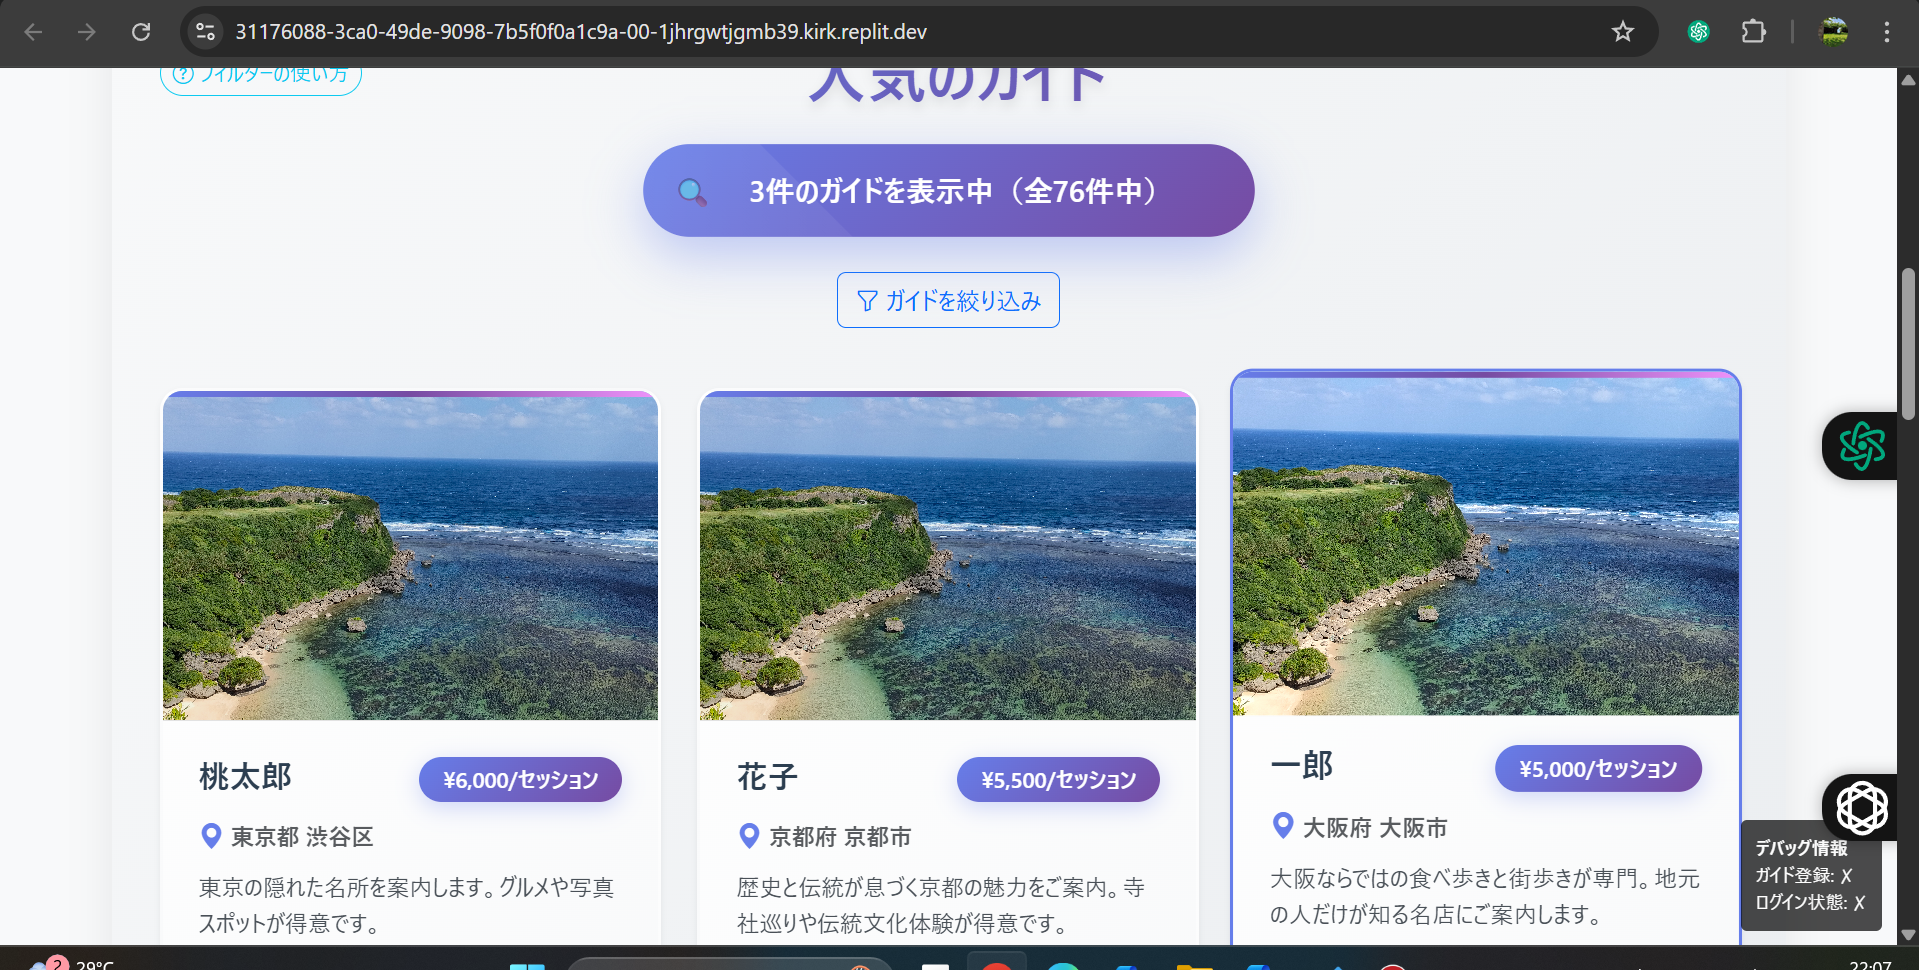 31176088-3ca0-49de-9098-7b5f0f0a1c9a-00-1jhrgwtjgmb39.kirk.replit.dev
フィルターの使い方
人気のガイド
3件のガイドを表示中（全76件中）
ガイドを絞り込み
桃太郎
¥6,000/セッション
東京都 渋谷区
東京の隠れた名所を案内します。グルメや写真
スポットが得意です。
花子
¥5,500/セッション
京都府 京都市
歴史と伝統が息づく京都の魅力をご案内。寺
社巡りや伝統文化体験が得意です。
一郎
¥5,000/セッション
大阪府 大阪市
大阪ならではの食べ歩きと街歩きが専門。地元
の人だけが知る名店にご案内します。
デバッグ情報
ガイド登録: ✗
ログイン状態: ✗
2
29°C
22:07